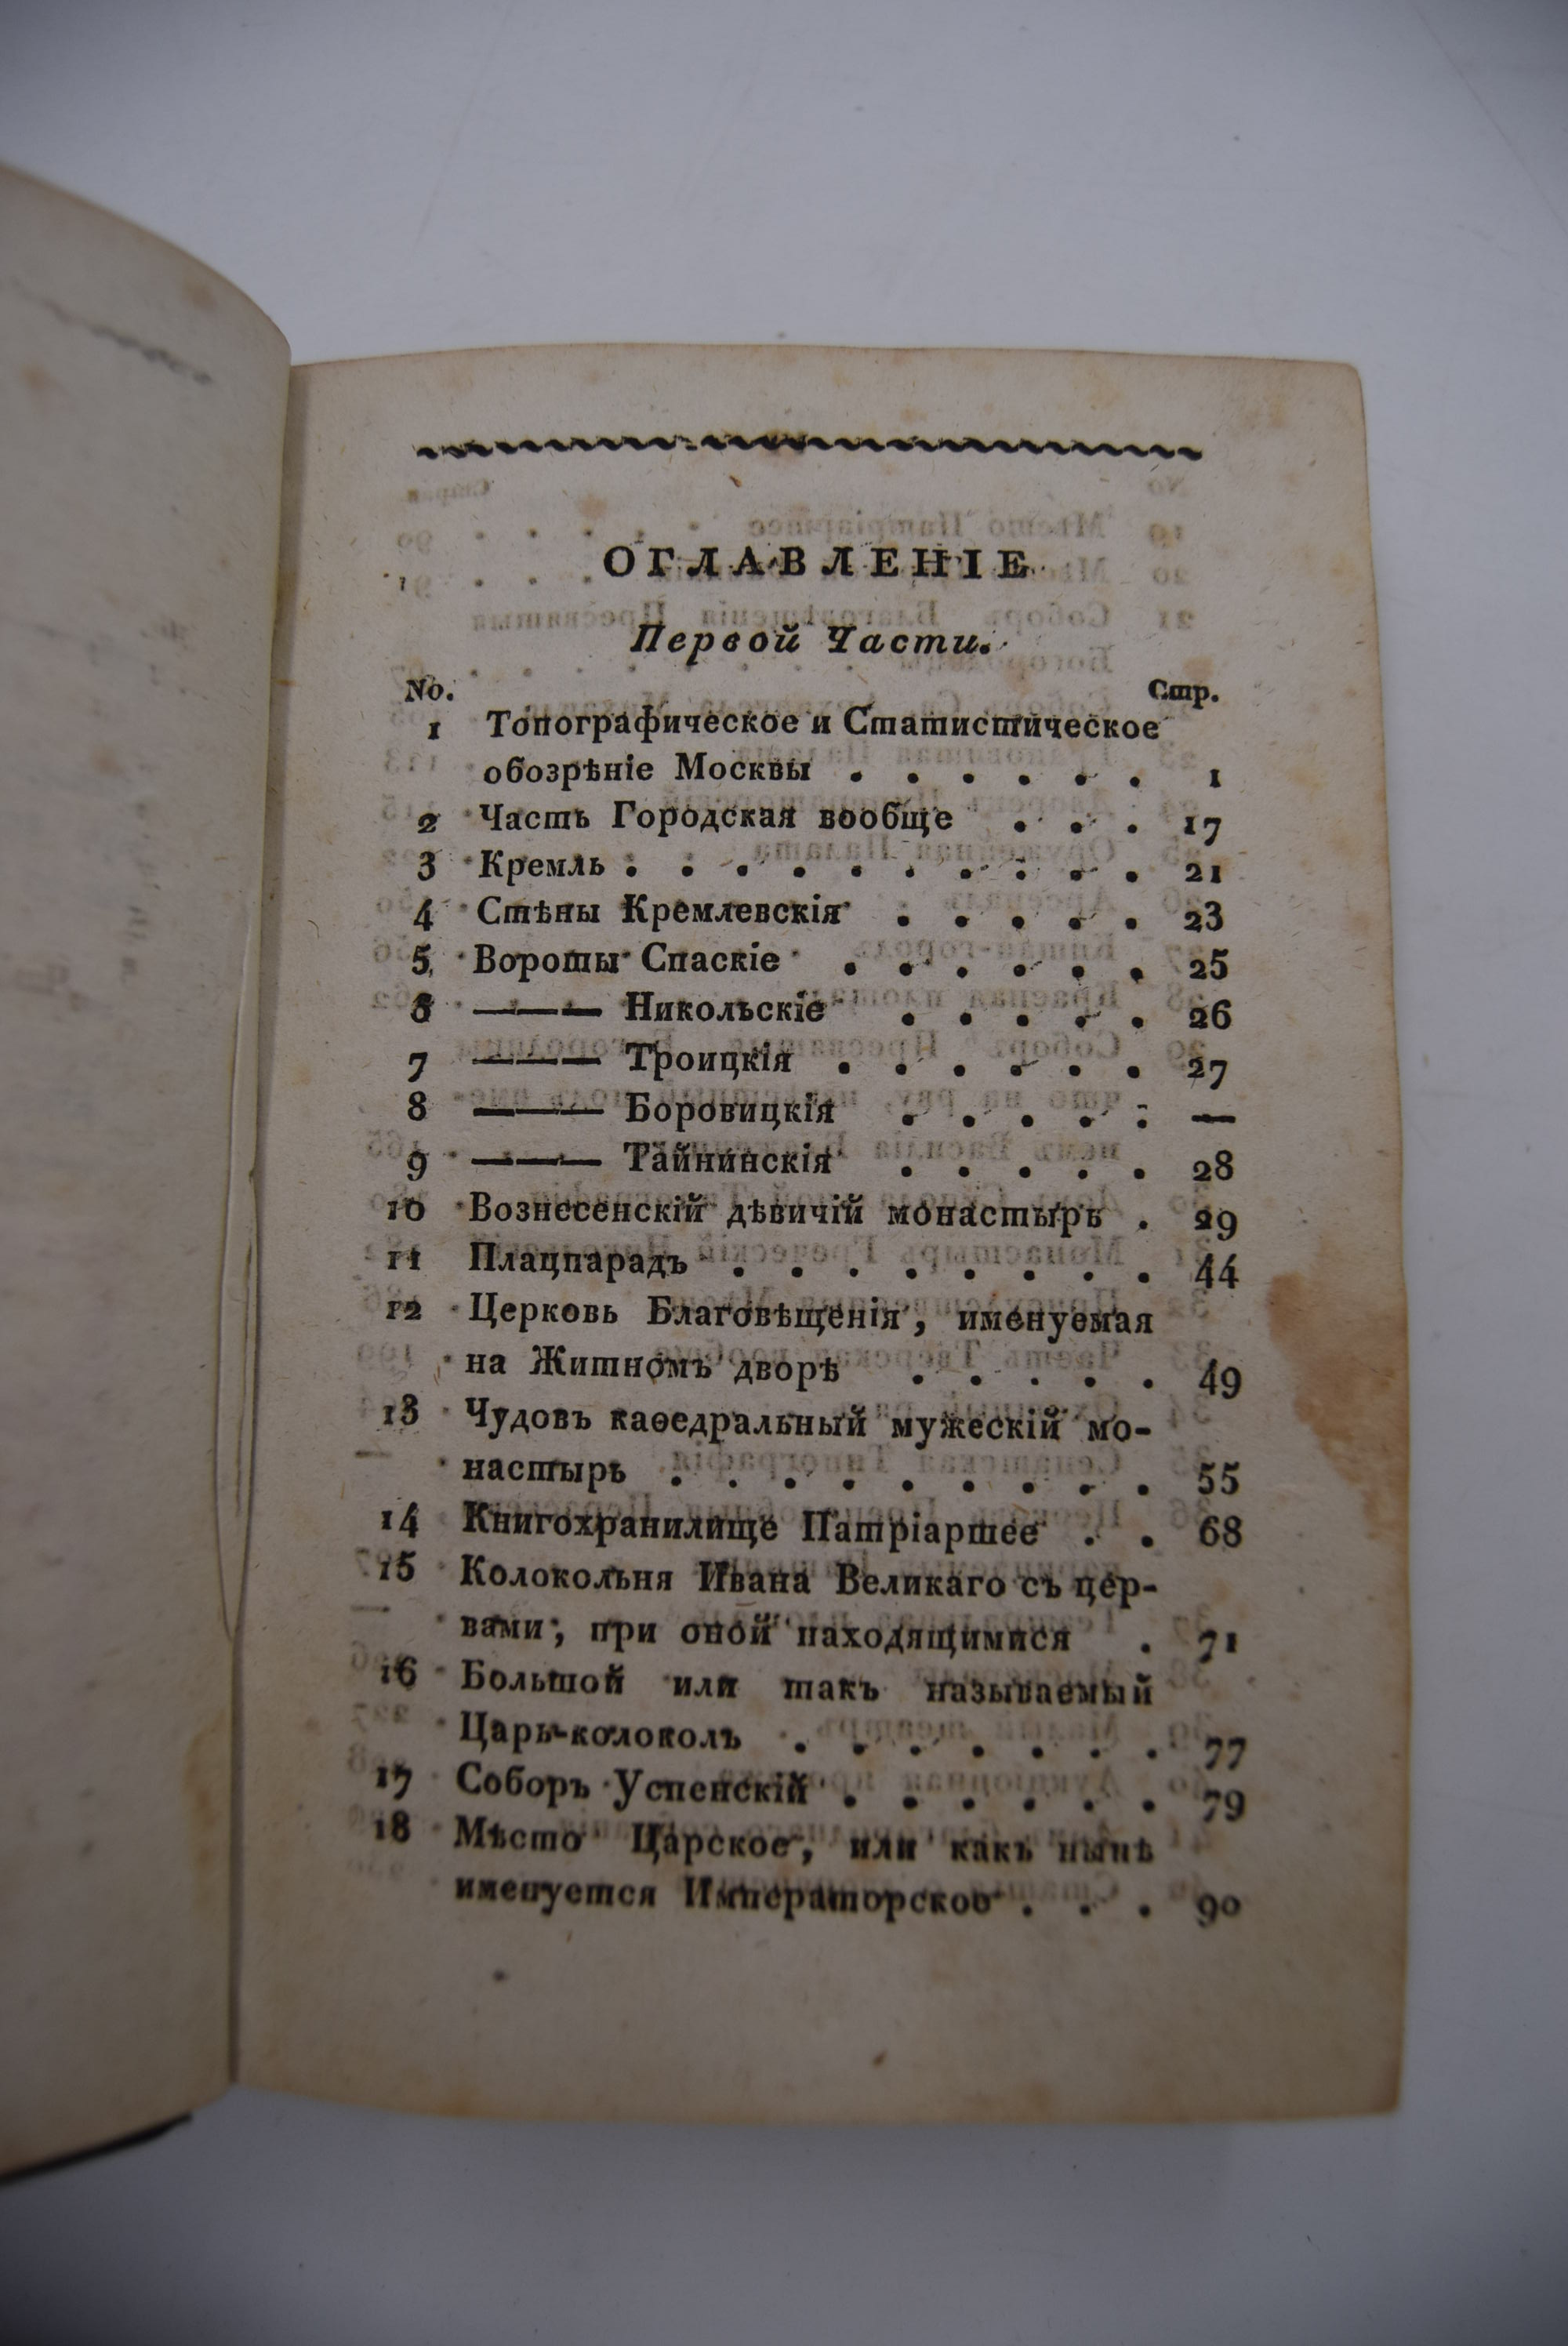 ОГЛАВЛЕНІЕ
Первой Части.
No. Стр.
1 Топографическое и Статистическое
обозрѣніе Москвы . . . . . . 1
2 Часть Городская вообще . . . 17
3 Кремль . . . . . . . . . . 21
4 Стѣны Кремлевскія . . . . . 23
5 Вороты Спаскіе . . . . . . 25
6 ——— Никольскіе . . . . . 26
7 ——— Троицкія . . . . . . 27
8 ——— Боровицкія . . . . . —
9 ——— Тайнинскія . . . . . 28
10 Вознесенскій дѣвичій монастырь . 29
11 Плацпарадъ . . . . . . . . 44
12 Церковь Благовѣщенія, именуемая
на Житномъ дворѣ . . . . . 49
13 Чудовъ каѳедральный мужескій мо-
настырь . . . . . . . . . 55
14 Книгохранилище Патріаршее . . 68
15 Колокольня Ивана Великаго съ цер-
вами, при оной находящимися . 71
16 Большой или такъ называемый
Царь-колоколъ . . . . . . . 77
17 Соборъ Успенскій . . . . . . 79
18 Мѣсто Царское, или какъ нынѣ
именуется Императорское . . . 90